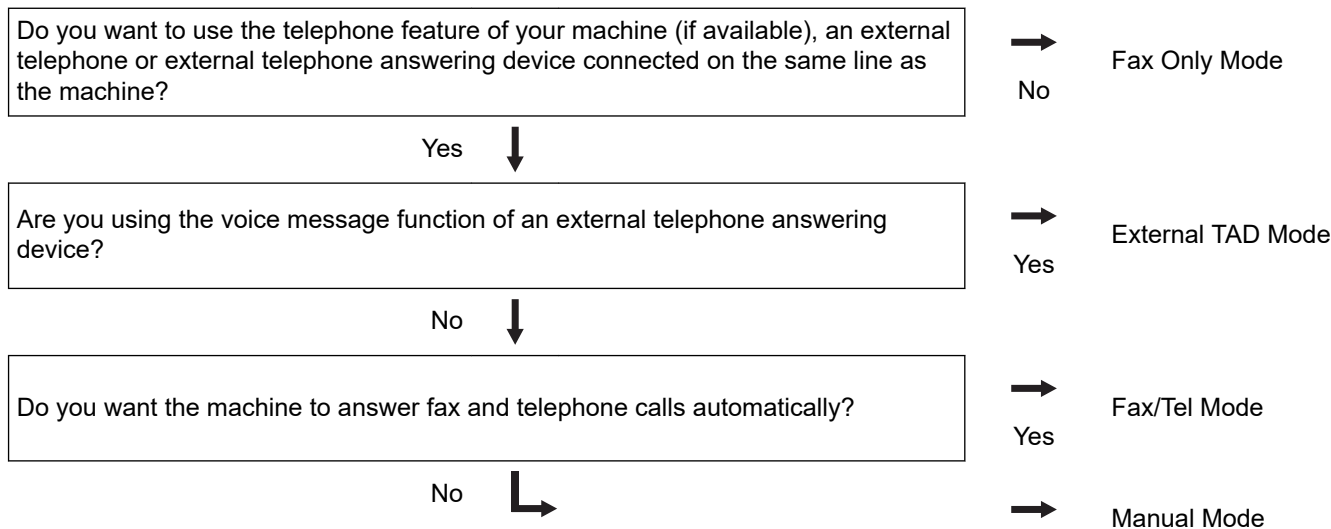 Do you want to use the telephone feature of your machine (if available), an external
telephone or external telephone answering device connected on the same line as
the machine?
No
Fax Only Mode
Yes
Are you using the voice message function of an external telephone answering
device?
Yes
External TAD Mode
No
Do you want the machine to answer fax and telephone calls automatically?
Yes
Fax/Tel Mode
No
Manual Mode